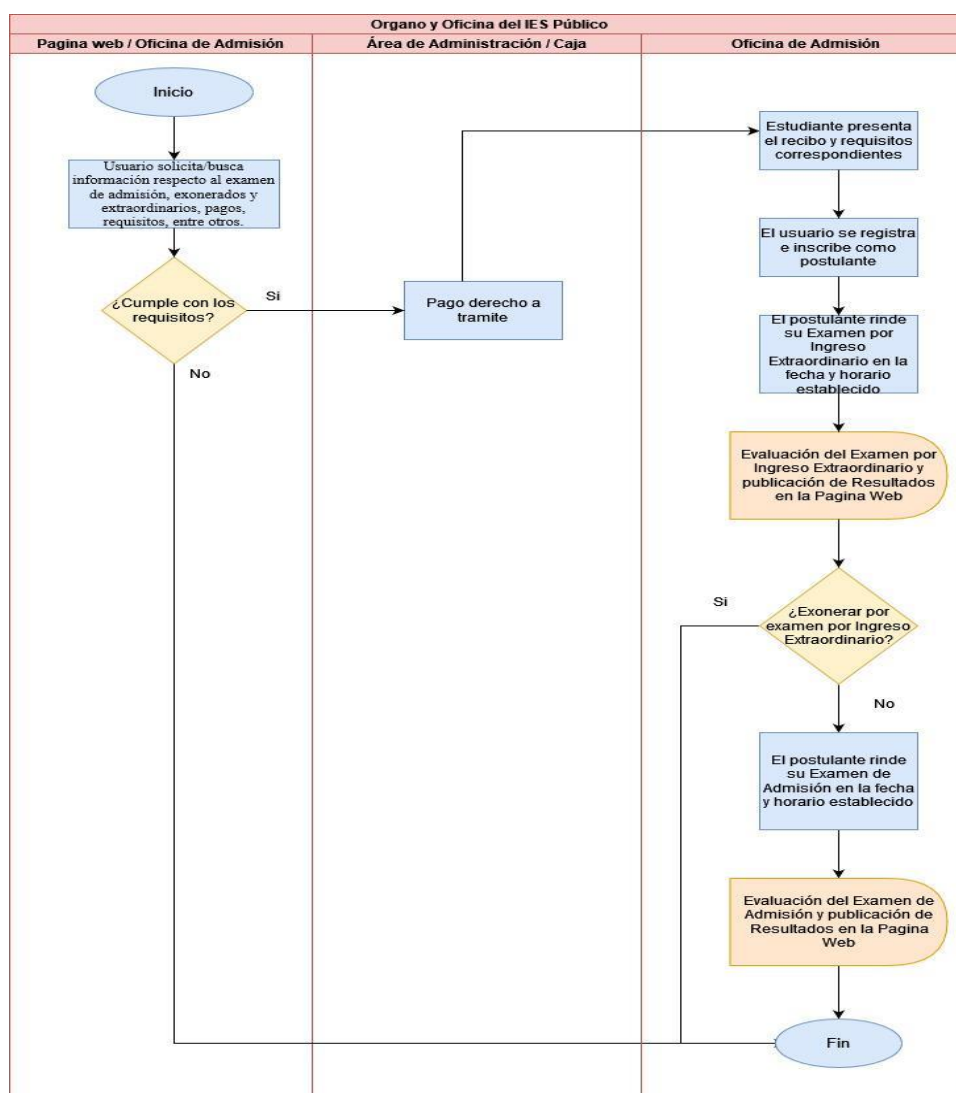 Organo y Oficina del IES Público
Pagina web / Oficina de Admisión
Área de Administración / Caja
Oficina de Admisión
Inicio
Usuario solicita/busca
información respecto al examen
de admisión, exonerados y
extraordinarios, pagos,
requisitos, entre otros.
¿Cumple con los
requisitos?
Si
No
Pago derecho a
tramite
Estudiante presenta
el recibo y requisitos
correspondientes
El usuario se registra
e inscribe como
postulante
El postulante rinde
su Examen por
Ingreso
Extraordinario en la
fecha y horario
establecido
Evaluación del Examen por
Ingreso Extraordinario y
publicación de Resultados
en la Pagina Web
¿Exonerar por
examen por Ingreso
Extraordinario?
Si
No
El postulante rinde
su Examen de
Admisión en la fecha
y horario establecido
Evaluación del Examen de
Admisión y publicación de
Resultados en la Pagina
Web
Fin